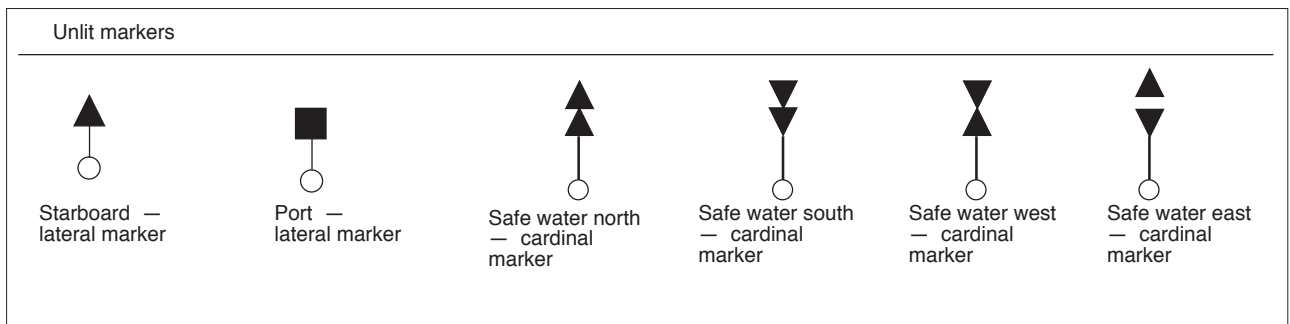 Unlit markers
Starboard —
lateral marker
Port —
lateral marker
Safe water north
— cardinal
marker
Safe water south
— cardinal
marker
Safe water west
— cardinal
marker
Safe water east
— cardinal
marker